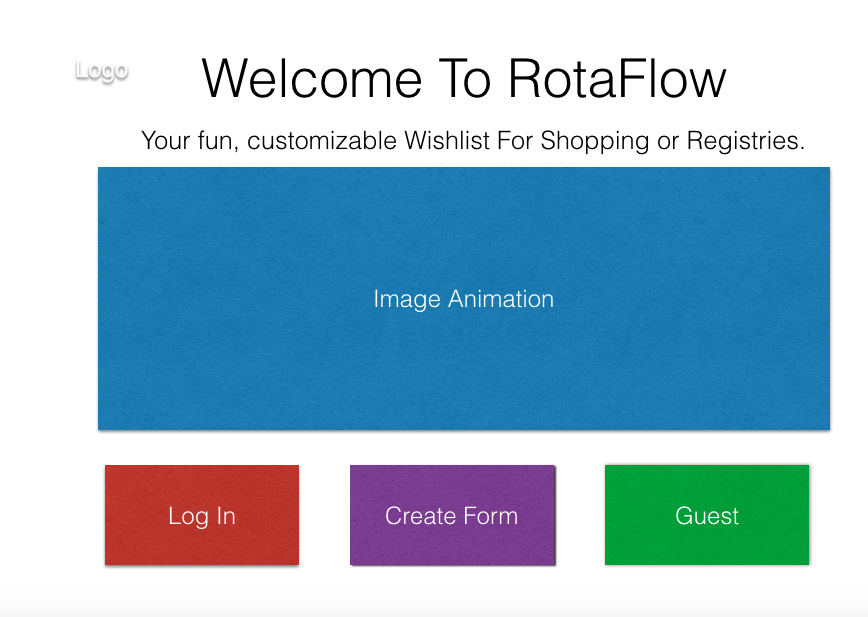 Logo
Welcome To RotaFlow
Your fun, customizable Wishlist For Shopping or Registries.
Image Animation
Log In
Create Form
Guest